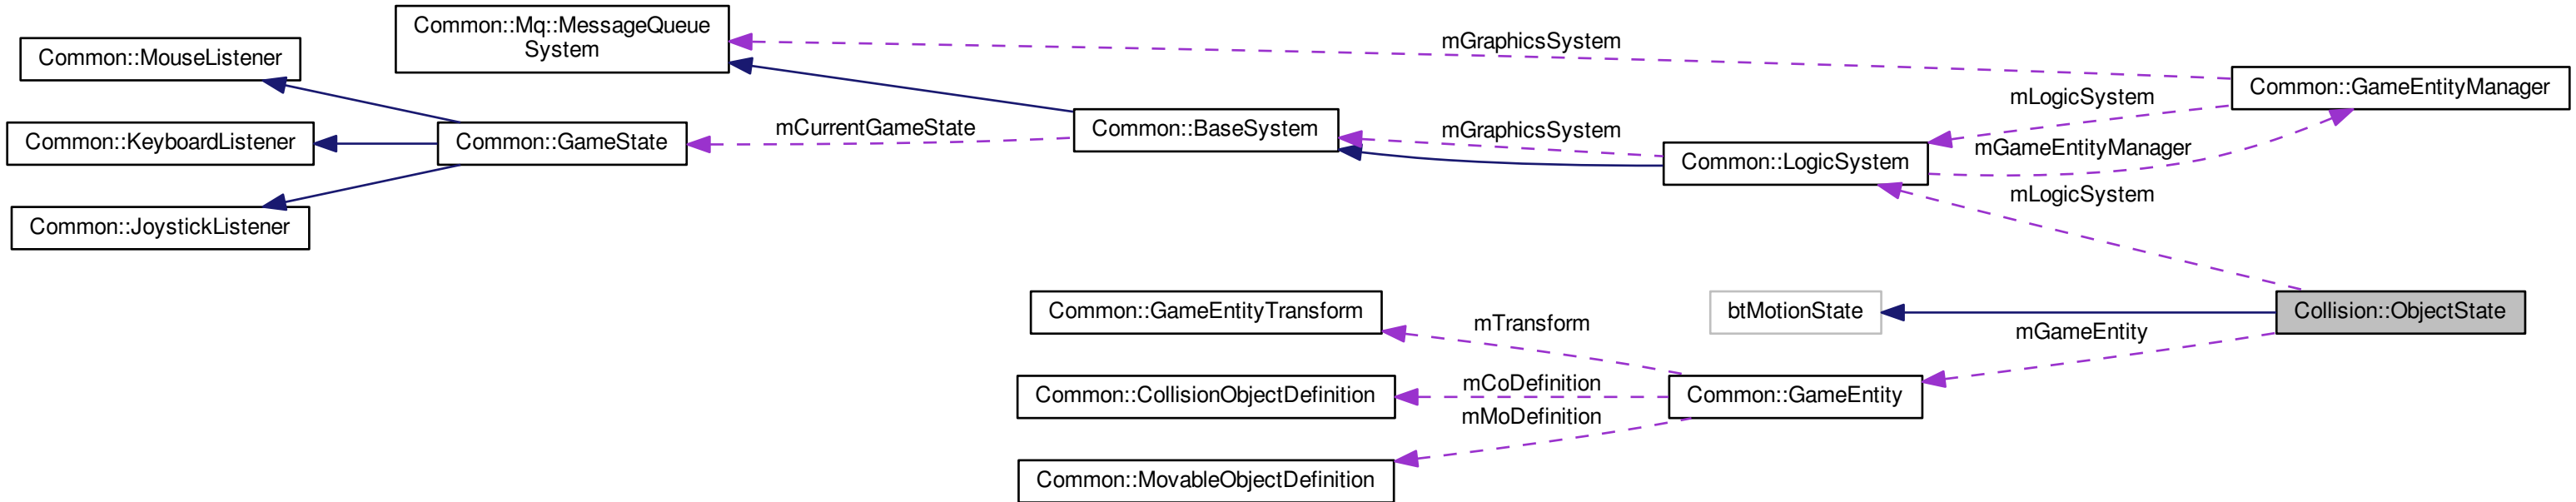 Common::Mq::MessageQueue
System
Common::MouseListener
Common::KeyboardListener
Common::JoystickListener
Common::GameState
mCurrentGameState
Common::BaseSystem
mGraphicsSystem
mGraphicsSystem
Common::LogicSystem
mLogicSystem
mGameEntityManager
mLogicSystem
Common::GameEntityManager
Common::GameEntityTransform
Common::CollisionObjectDefinition
Common::MovableObjectDefinition
mTransform
mCoDefinition
mMoDefinition
btMotionState
Common::GameEntity
mGameEntity
Collision::ObjectState